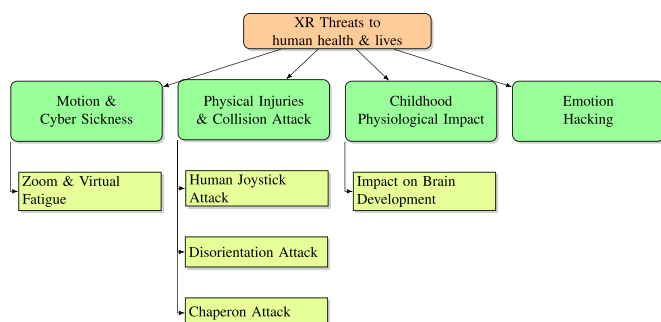 XR Threats to
human health & lives
Motion &
Cyber Sickness
Physical Injuries
& Collision Attack
Childhood
Physiological Impact
Emotion
Hacking
Zoom & Virtual
Fatigue
Human Joystick
Attack
Impact on Brain
Development
Disorientation Attack
Chaperon Attack